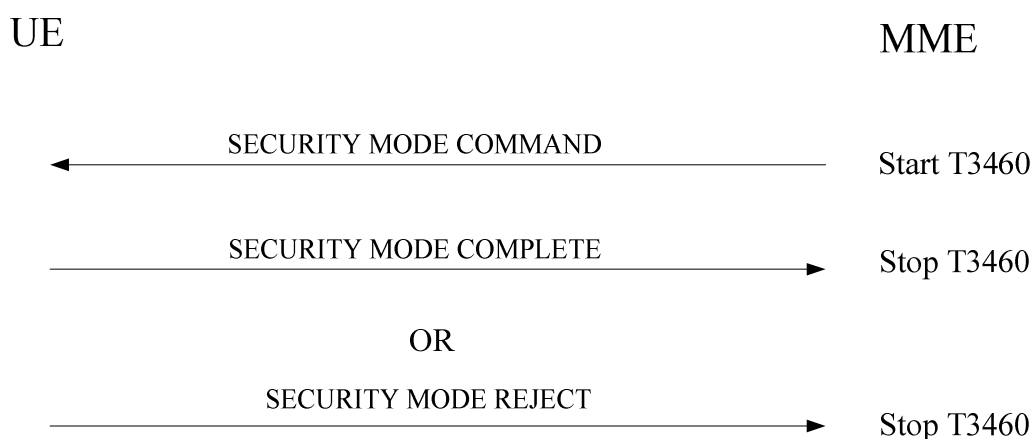 UE
MME
SECURITY MODE COMMAND
Start T3460
SECURITY MODE COMPLETE
Stop T3460
OR
SECURITY MODE REJECT
Stop T3460